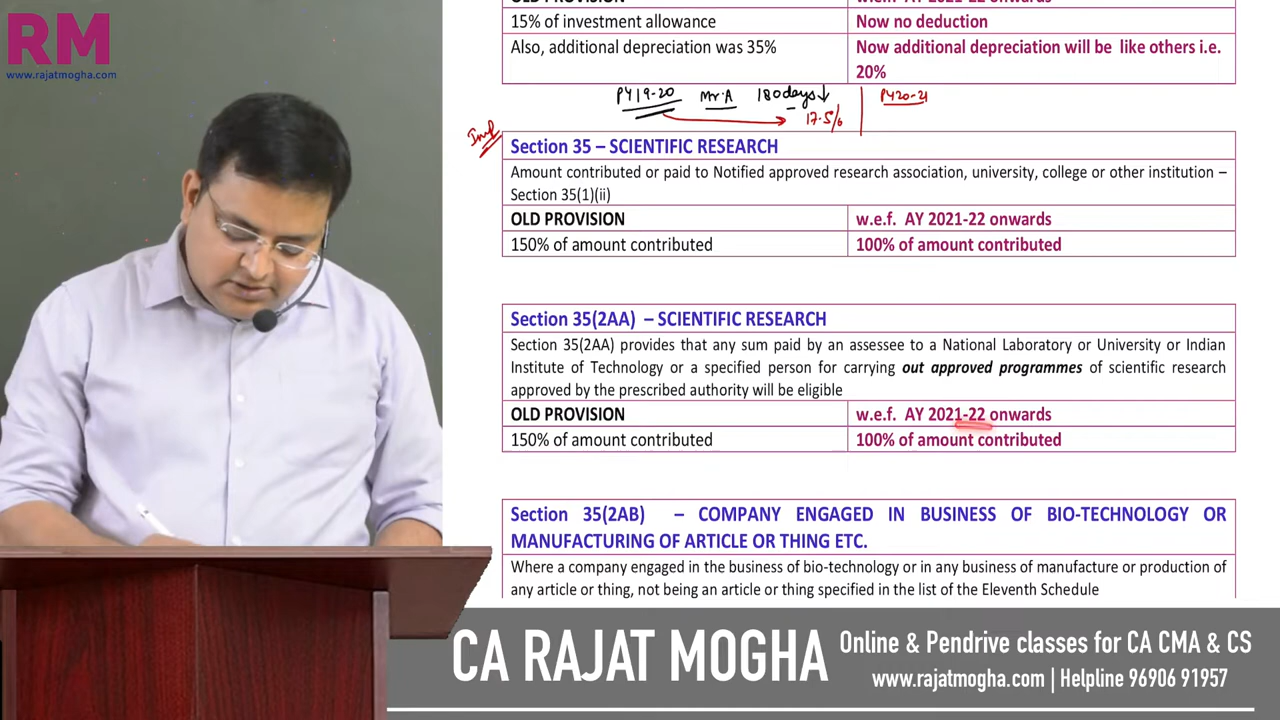 RM
www.rajatmogha.com
OLD PROVISION w.e.f. AY 2021-22 onwards
15% of investment allowance Now no deduction
Also, additional depreciation was 35% Now additional depreciation will be like others i.e.
20%
PY19-20 Mr.A 180days↓ PY20-21
17.5%
Imp
Section 35 – SCIENTIFIC RESEARCH
Amount contributed or paid to Notified approved research association, university, college or other institution –
Section 35(1)(ii)
OLD PROVISION w.e.f. AY 2021-22 onwards
150% of amount contributed 100% of amount contributed
Section 35(2AA) – SCIENTIFIC RESEARCH
Section 35(2AA) provides that any sum paid by an assessee to a National Laboratory or University or Indian
Institute of Technology or a specified person for carrying out approved programmes of scientific research
approved by the prescribed authority will be eligible
OLD PROVISION w.e.f. AY 2021-22 onwards
150% of amount contributed 100% of amount contributed
Section 35(2AB) – COMPANY ENGAGED IN BUSINESS OF BIO-TECHNOLOGY OR
MANUFACTURING OF ARTICLE OR THING ETC.
Where a company engaged in the business of bio-technology or in any business of manufacture or production of
any article or thing, not being an article or thing specified in the list of the Eleventh Schedule
CA RAJAT MOGHA
Online & Pendrive classes for CA CMA & CS
www.rajatmogha.com | Helpline 96906 91957